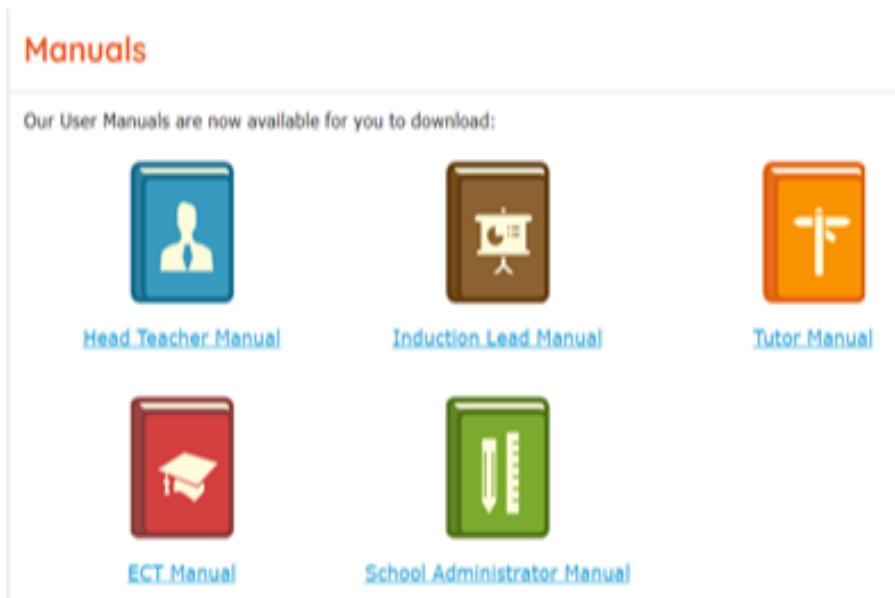 Manuals
Our User Manuals are now available for you to download:
Head Teacher Manual
Induction Lead Manual
Tutor Manual
ECT Manual
School Administrator Manual